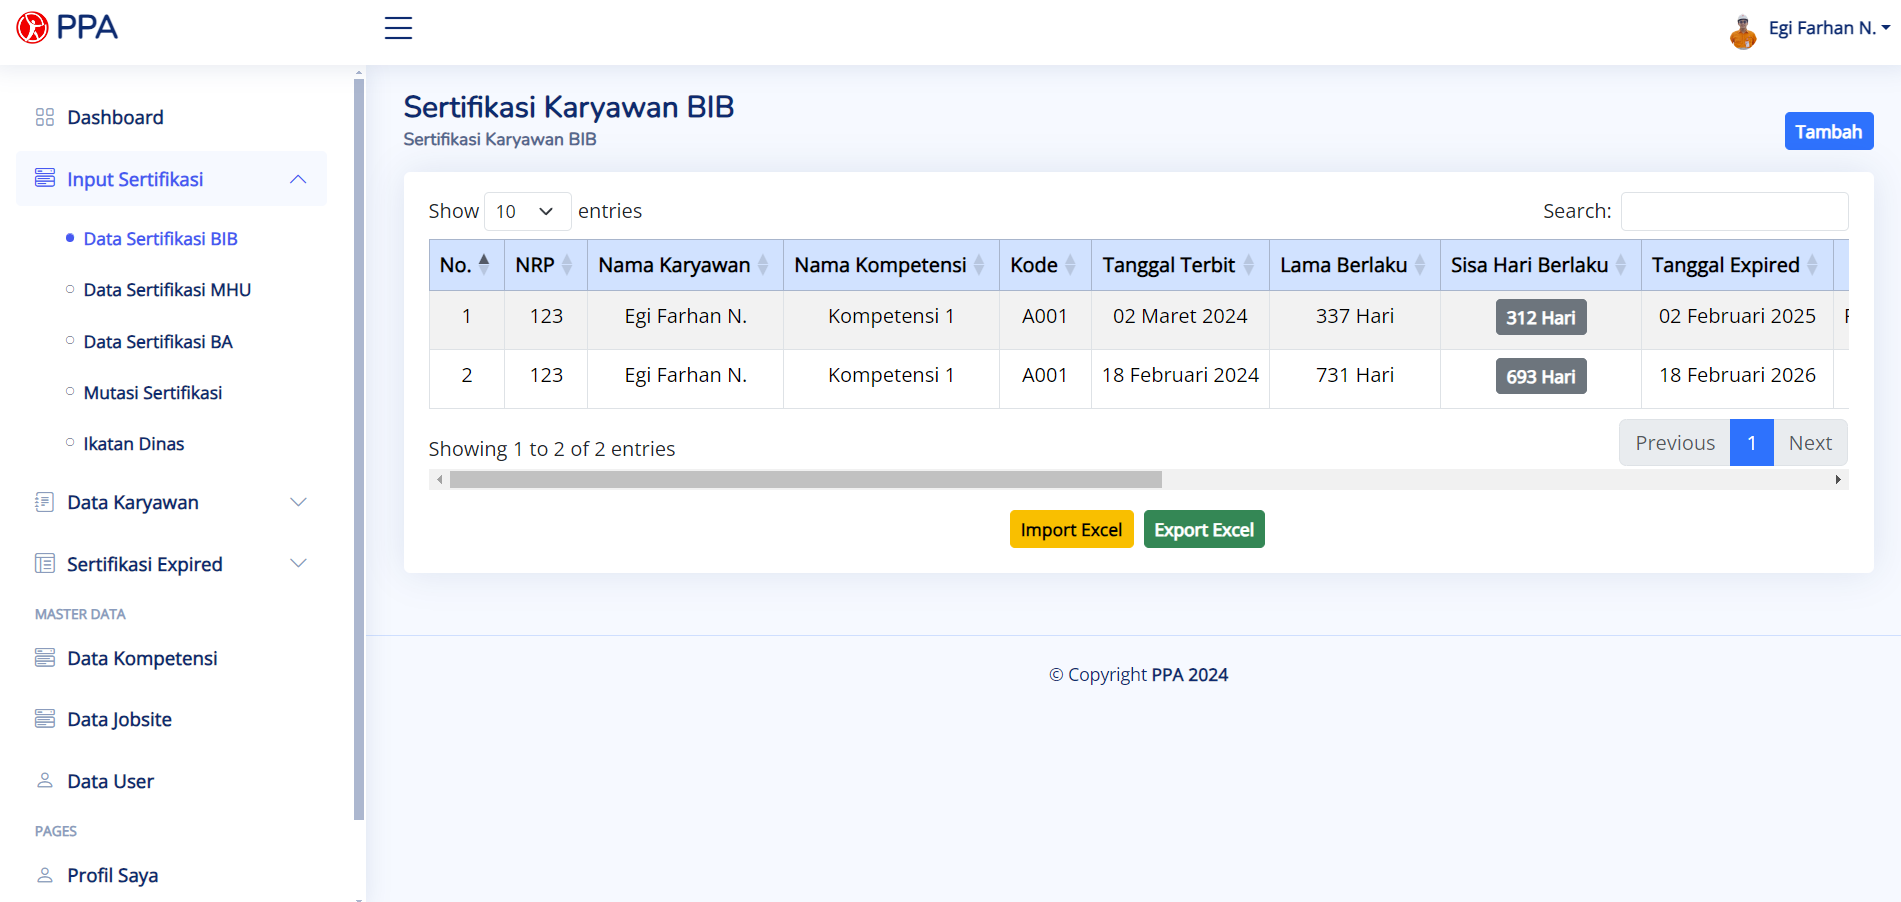 PPA
Egi Farhan N.
Dashboard
Input Sertifikasi
Data Sertifikasi BIB
Data Sertifikasi MHU
Data Sertifikasi BA
Mutasi Sertifikasi
Ikatan Dinas
Data Karyawan
Sertifikasi Expired
MASTER DATA
Data Kompetensi
Data Jobsite
Data User
PAGES
Profil Saya
Sertifikasi Karyawan BIB
Sertifikasi Karyawan BIB
Tambah
Show 10 entries Search:
No. NRP Nama Karyawan Nama Kompetensi Kode Tanggal Terbit Lama Berlaku Sisa Hari Berlaku Tanggal Expired
1 123 Egi Farhan N. Kompetensi 1 A001 02 Maret 2024 337 Hari 312 Hari 02 Februari 2025
2 123 Egi Farhan N. Kompetensi 1 A001 18 Februari 2024 731 Hari 693 Hari 18 Februari 2026
Showing 1 to 2 of 2 entries Previous 1 Next
Import Excel Export Excel
© Copyright PPA 2024